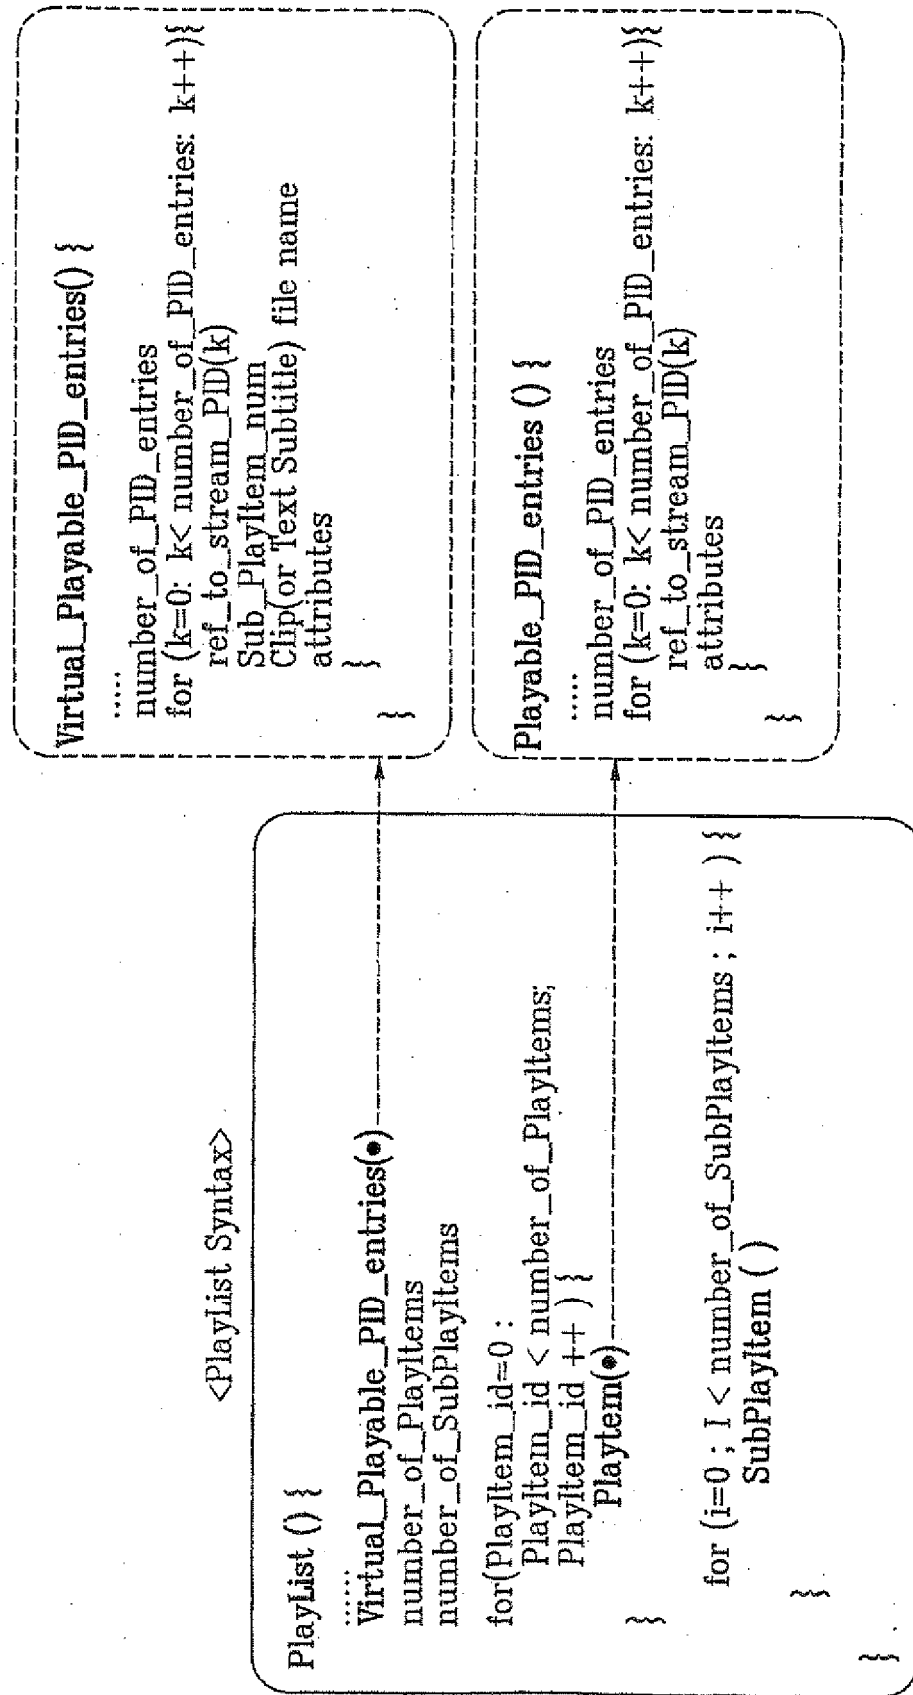 <PlayList Syntax>
PlayList () {
......
Virtual_Playable_PID_entries(•)
number_of_PlayItems
number_of_SubPlayItems
for(PlayItem_id=0 :
PlayItem_id < number_of_PlayItems;
PlayItem_id ++ ) {
Playtem(•)
}
for (i=0 ; I < number_of_SubPlayItems ; i++ ) {
SubPlayItem ( )
}
}
Virtual_Playable_PID_entries() {
.....
number_of_PID_entries
for (k=0: k< number_of_PID_entries: k++){
ref_to_stream_PID(k)
Sub_PlayItem_num
Clip(or Text Subtitle) file name
attributes
}
}
Playable_PID_entries () {
.....
number_of_PID_entries
for (k=0: k< number_of_PID_entries: k++){
ref_to_stream_PID(k)
attributes
}
}